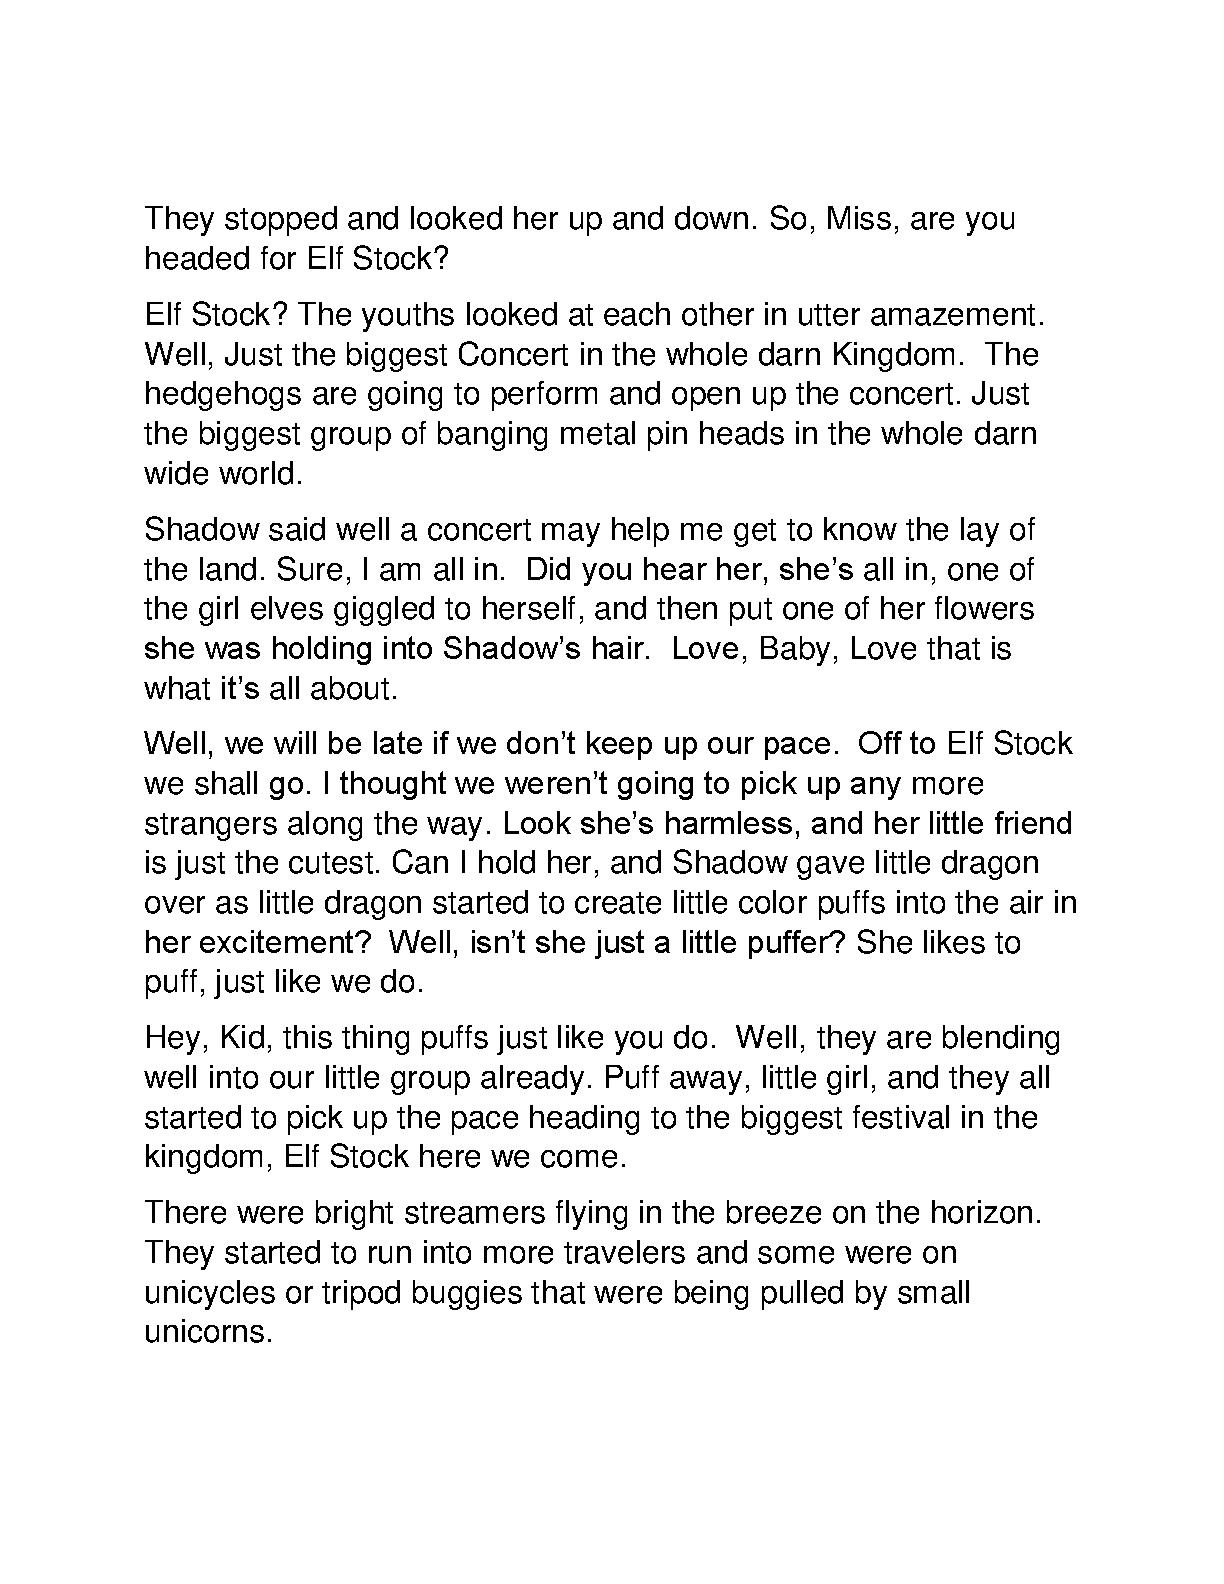 They stopped and looked her up and down. So, Miss, are you
headed for Elf Stock?
Elf Stock? The youths looked at each other in utter amazement.
Well, Just the biggest Concert in the whole darn Kingdom.  The
hedgehogs are going to perform and open up the concert. Just
the biggest group of banging metal pin heads in the whole darn
wide world.
Shadow said well a concert may help me get to know the lay of
the land. Sure, I am all in.  Did you hear her, she’s all in, one of
the girl elves giggled to herself, and then put one of her flowers
she was holding into Shadow’s hair.  Love, Baby, Love that is
what it’s all about.
Well, we will be late if we don’t keep up our pace.  Off to Elf Stock
we shall go. I thought we weren’t going to pick up any more
strangers along the way. Look she’s harmless, and her little friend
is just the cutest. Can I hold her, and Shadow gave little dragon
over as little dragon started to create little color puffs into the air in
her excitement?  Well, isn’t she just a little puffer? She likes to
puff, just like we do.
Hey, Kid, this thing puffs just like you do.  Well, they are blending
well into our little group already. Puff away, little girl, and they all
started to pick up the pace heading to the biggest festival in the
kingdom, Elf Stock here we come.
There were bright streamers flying in the breeze on the horizon.
They started to run into more travelers and some were on
unicycles or tripod buggies that were being pulled by small
unicorns.